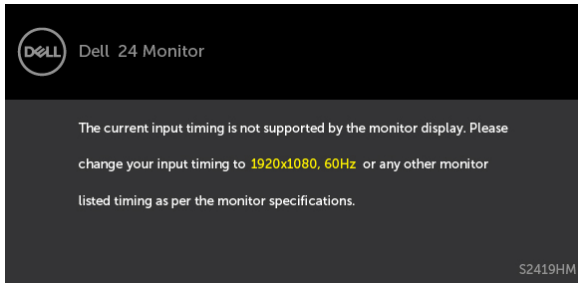 DELL
Dell 24 Monitor
The current input timing is not supported by the monitor display. Please
change your input timing to 1920x1080, 60Hz or any other monitor
listed timing as per the monitor specifications.
S2419HM